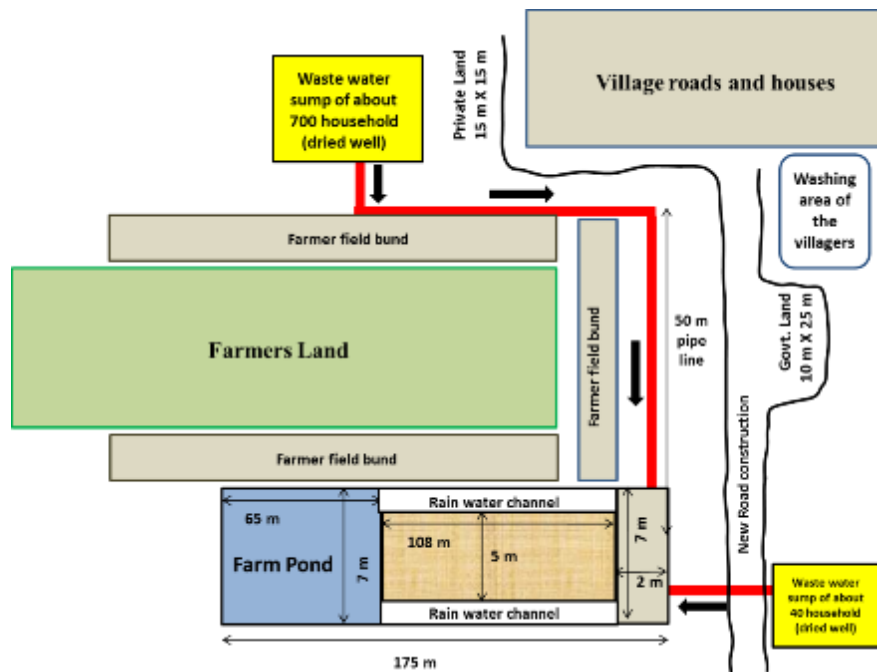 Waste water
sump of about
700 household
(dried well)
Private Land
15 m X 15 m
Village roads and houses
Washing
area of
the
villagers
Farmer field bund
Farmers Land
Farmer field bund
50 m
pipe
line
Govt. Land
10 m X 25 m
Farmer field bund
New Road construction
Rain water channel
65 m
108 m
5 m
7 m
7 m
2 m
Farm Pond
Rain water channel
175 m
Waste water
sump of about
40 household
(dried well)